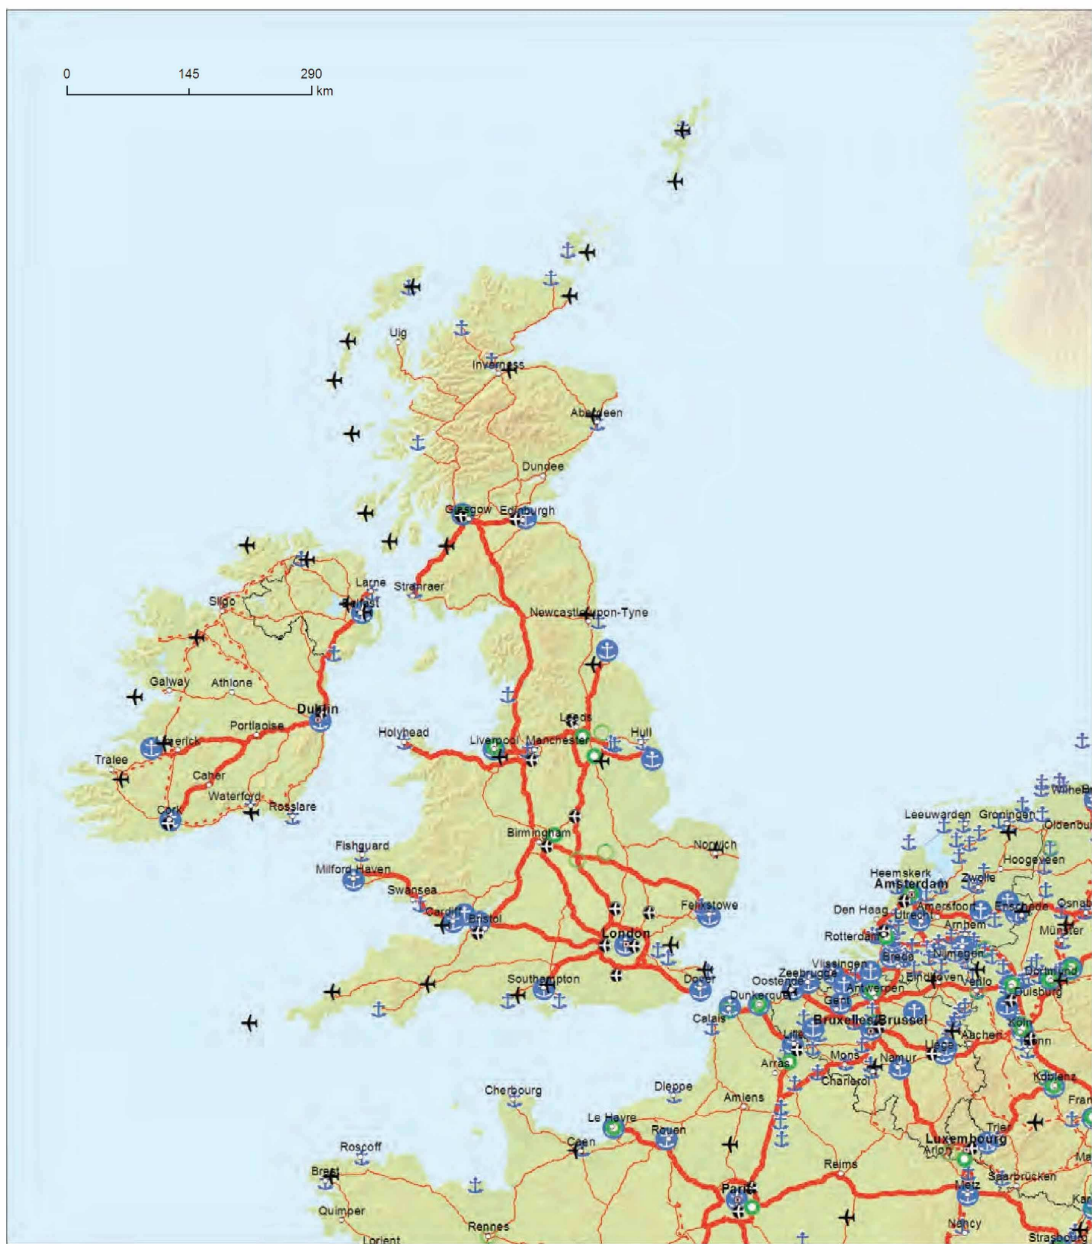 0 145 290
km
Uig
Inverness
Aberdeen
Dundee
Glasgow
Edinburgh
Larne
Stranraer
Belfast
Sligo
Newcastle-upon-Tyne
Galway
Athlone
Dublin
Leeds
Portlaoise
Holyhead
Liverpool
Manchester
Hull
Limerick
Tralee
Caher
Waterford
Rosslare
Cork
Birmingham
Norwich
Fishguard
Milford Haven
Swansea
Cardiff
Bristol
Felixstowe
London
Southampton
Dover
Leeuwarden
Groningen
Hoogeveen
Heemskerk
Zwolle
Amsterdam
Den Haag
Amersfoort
Enschede
Utrecht
Arnhem
Rotterdam
Münster
Nijmegen
Breda
Vlissingen
Zeebrugge
Oostende
Eindhoven
Venlo
Dortmund
Duisburg
Dunkerque
Antwerpen
Gent
Calais
Bruxelles/Brussel
Köln
Lille
Aachen
Bonn
Liège
Mons
Namur
Arras
Charleroi
Koblenz
Cherbourg
Dieppe
Amiens
Le Havre
Rouen
Trier
Luxembourg
Caen
Arlon
Roscoff
Reims
Saarbrücken
Brest
Paris
Metz
Quimper
Rennes
Nancy
Lorient
Strasbourg